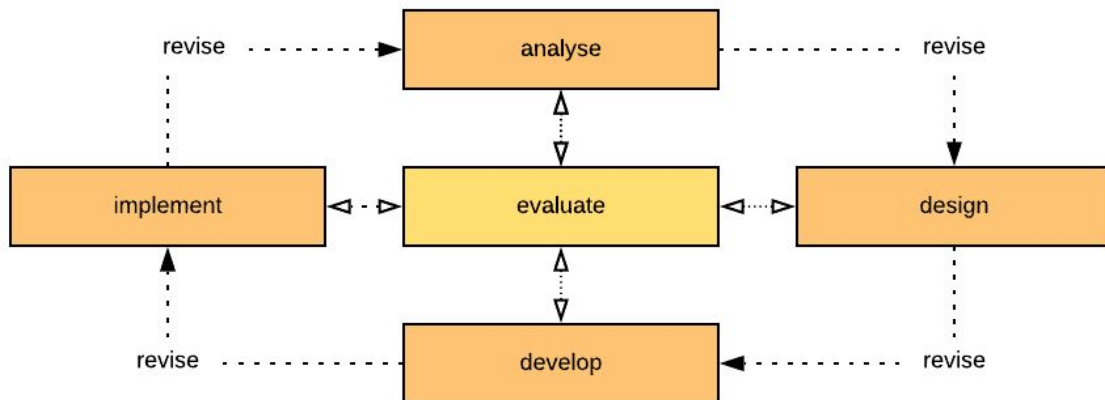 revise
analyse
revise
implement
evaluate
design
revise
develop
revise